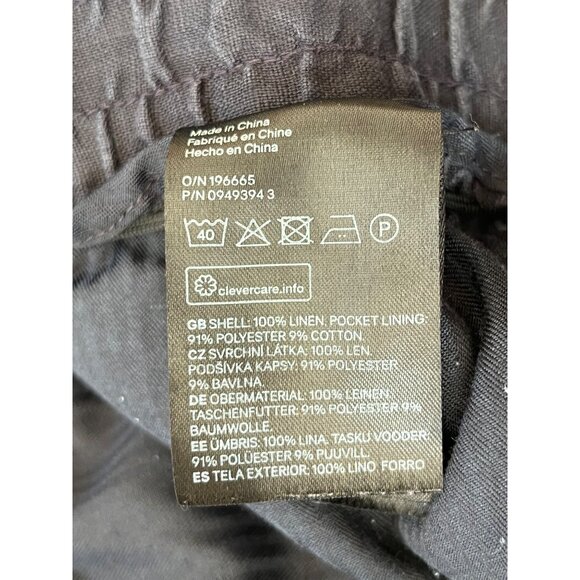 Made in China
Fabriqué en Chine
Hecho en China
O/N 196665
P/N 0949394 3
40
P
clevercare.info
GB SHELL: 100% LINEN. POCKET LINING:
91% POLYESTER 9% COTTON.
CZ SVRCHNÍ LÁTKA: 100% LEN.
PODŠÍVKA KAPSY: 91% POLYESTER
9% BAVLNA.
DE OBERMATERIAL: 100% LEINEN.
TASCHENFUTTER: 91% POLYESTER 9%
BAUMWOLLE.
EE ÜMBRIS: 100% LINA. TASKU VOODER:
91% POLÜESTER 9% PUUVILL.
ES TELA EXTERIOR: 100% LINO. FORRO